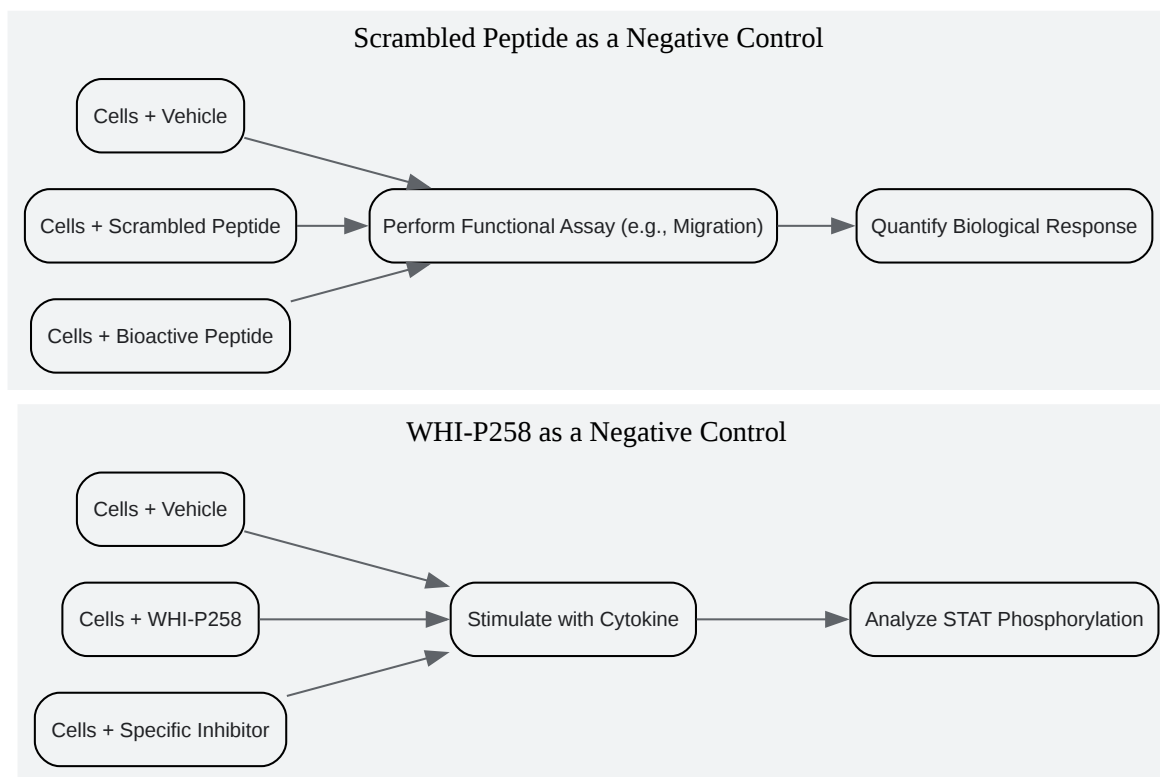 Scrambled Peptide as a Negative Control
Cells + Vehicle
Cells + Scrambled Peptide
Perform Functional Assay (e.g., Migration)
Quantify Biological Response
Cells + Bioactive Peptide
WHI-P258 as a Negative Control
Cells + Vehicle
Cells + WHI-P258
Stimulate with Cytokine
Analyze STAT Phosphorylation
Cells + Specific Inhibitor